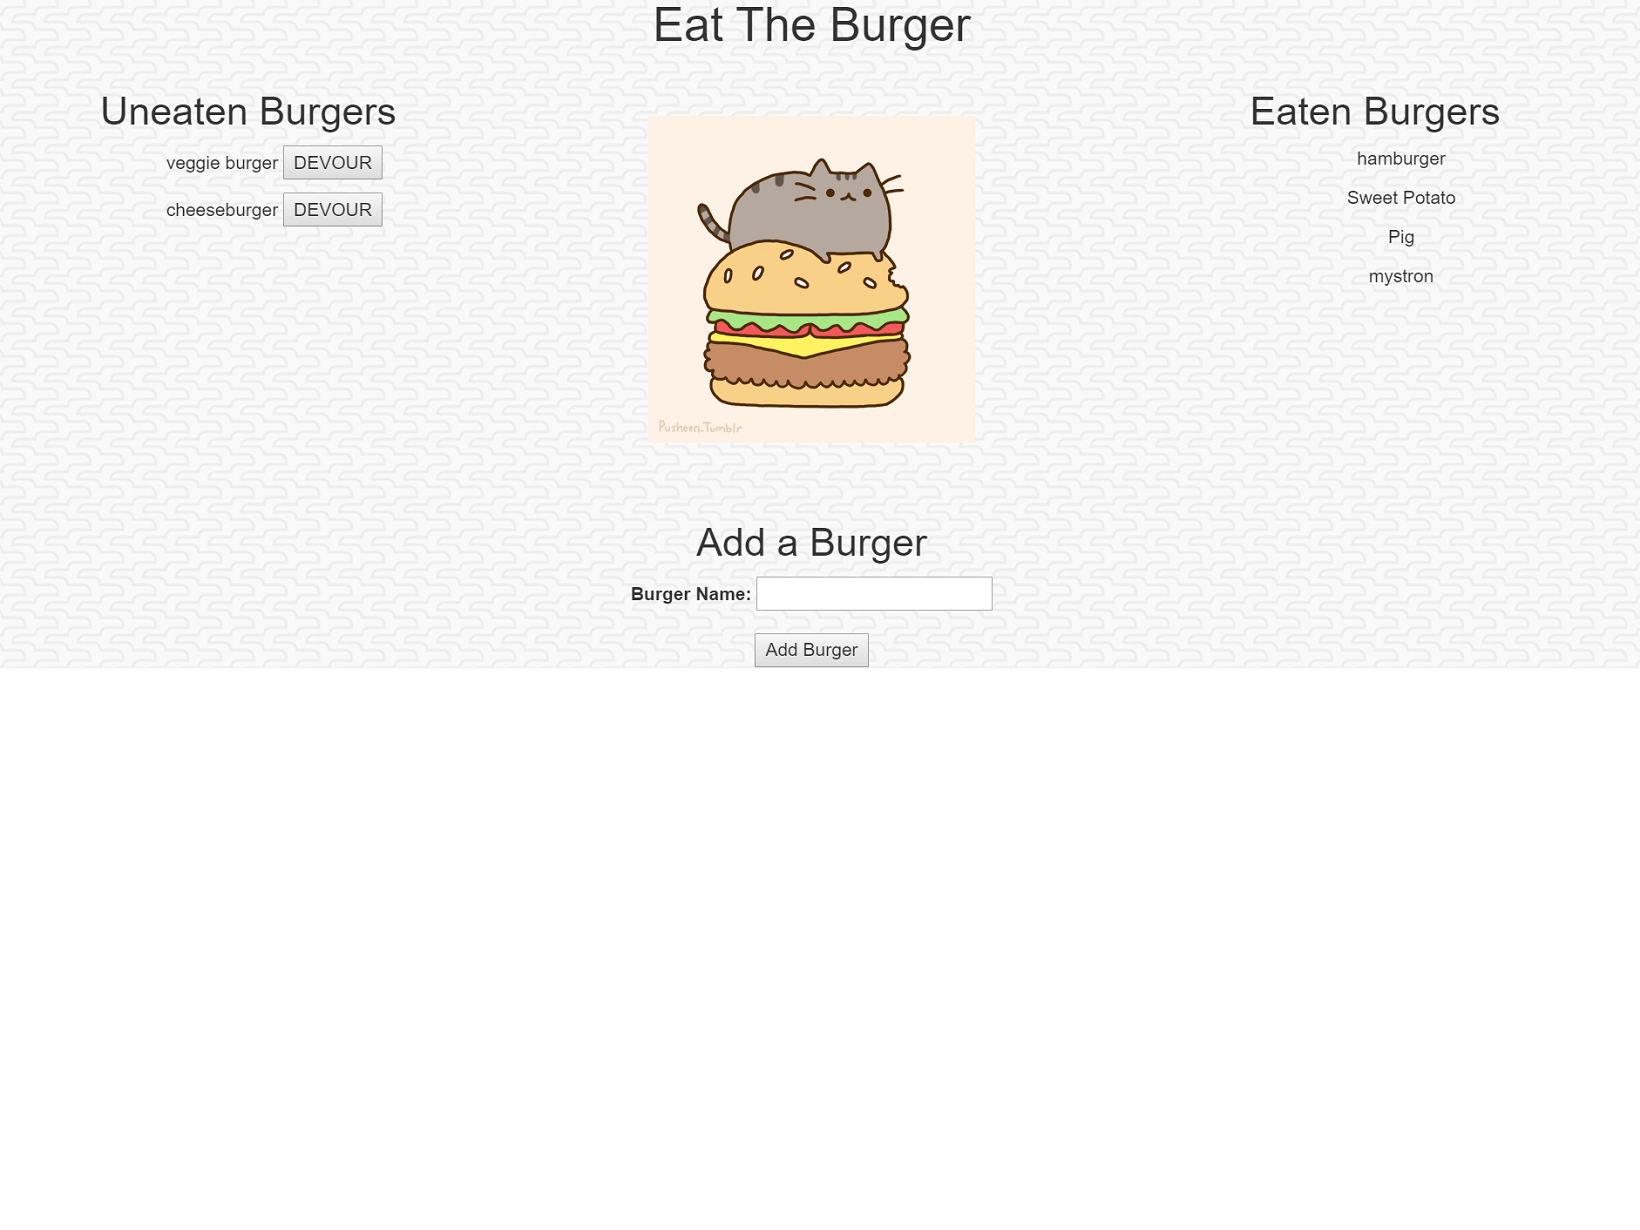 Eat The Burger
Uneaten Burgers
veggie burger DEVOUR
cheeseburger DEVOUR
Pusheen.Tumblr
Eaten Burgers
hamburger
Sweet Potato
Pig
mystron
Add a Burger
Burger Name:
Add Burger